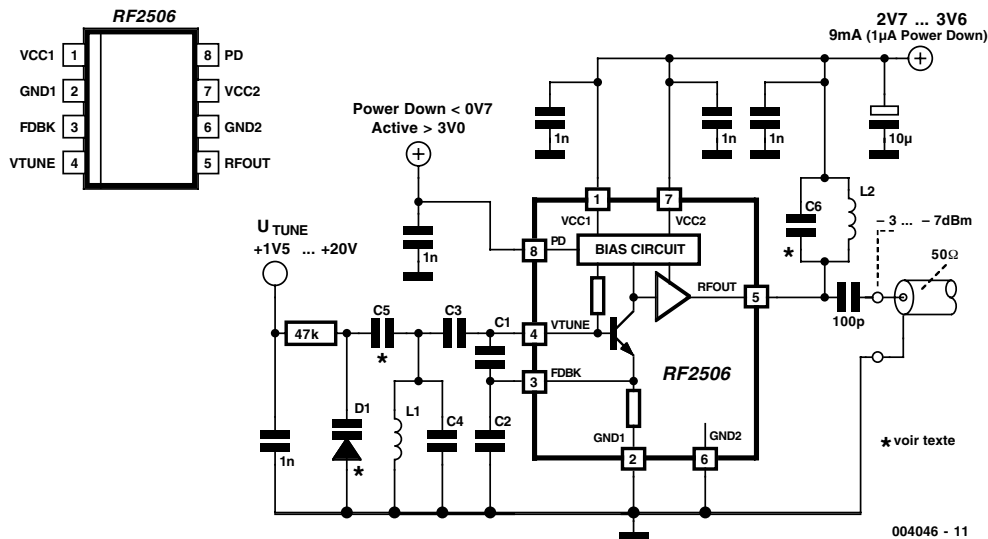 RF2506
VCC1 1 8 PD
GND1 2 7 VCC2
FDBK 3 6 GND2
VTUNE 4 5 RFOUT
2V7 ... 3V6
9mA (1µA Power Down)
Power Down < 0V7
Active > 3V0
1n
1n
1n
10µ
1n
U TUNE
+1V5 ... +20V
1 7
VCC1 VCC2
8 PD
BIAS CIRCUIT
C6
*
L2
– 3 ... – 7dBm
50Ω
RFOUT 5
100p
47k
C5
*
C3
C1
4 VTUNE
3 FDBK
RF2506
D1
*
L1
C4
C2
1n
GND1 GND2
2 6
* voir texte
004046 - 11